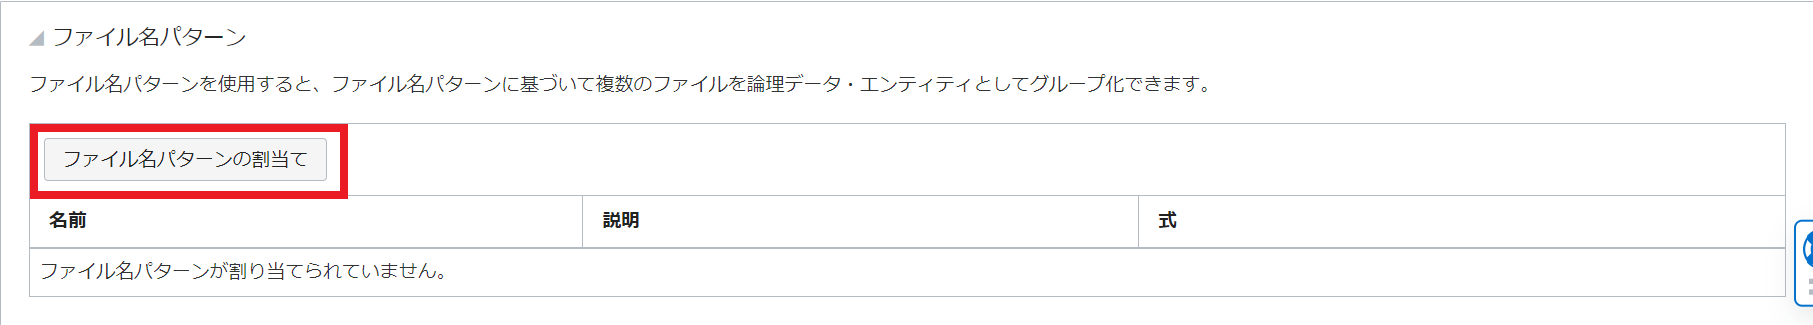 ファイル名パターン
ファイル名パターンを使用すると、ファイル名パターンに基づいて複数のファイルを論理データ・エンティティとしてグループ化できます。
ファイル名パターンの割当て
名前 説明 式
ファイル名パターンが割り当てられていません。